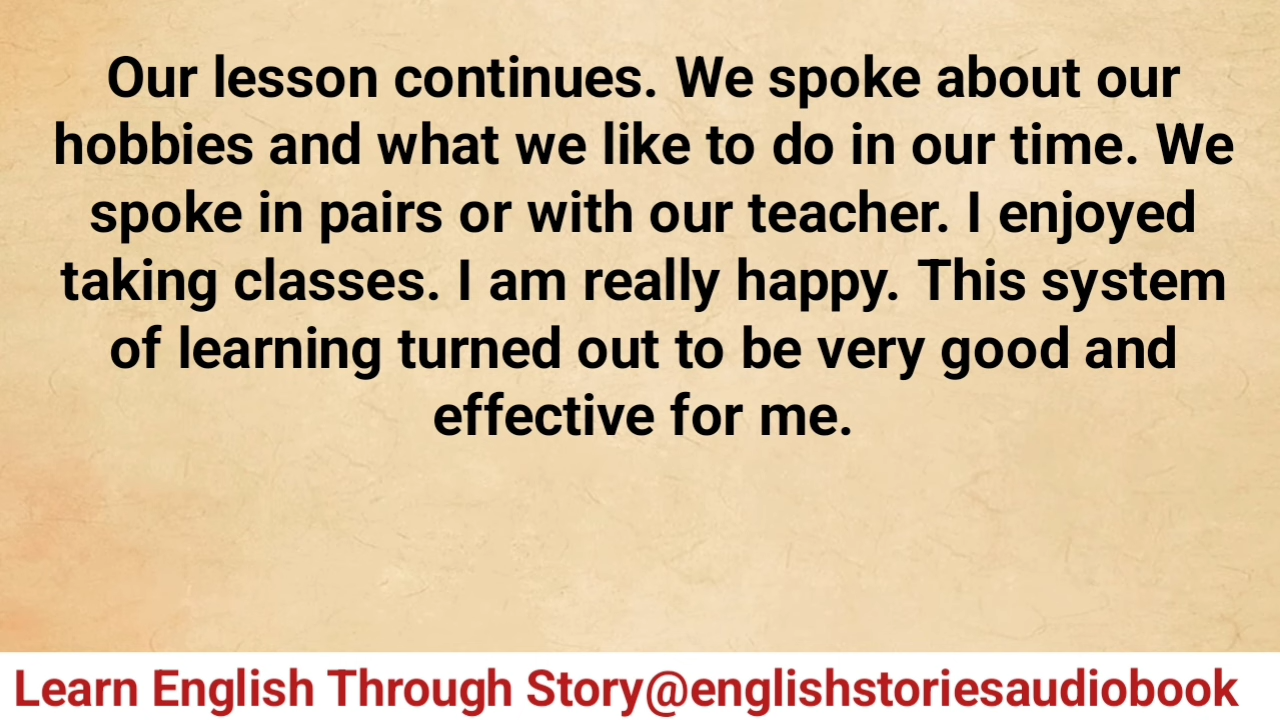 Our lesson continues. We spoke about our
hobbies and what we like to do in our time. We
spoke in pairs or with our teacher. I enjoyed
taking classes. I am really happy. This system
of learning turned out to be very good and
effective for me.
Learn English Through Story@englishstoriesaudiobook